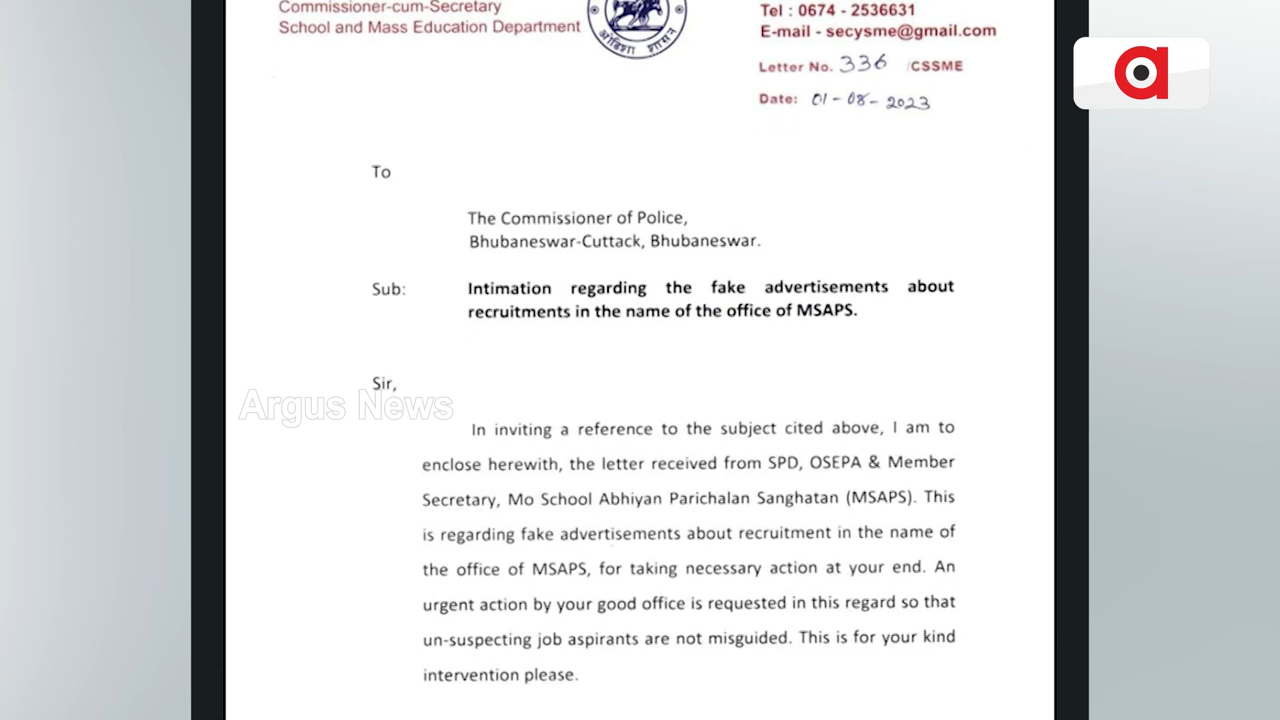 Commissioner-cum-Secretary
School and Mass Education Department
ओडिशा शासन
Tel : 0674 - 2536631
E-mail - secysme@gmail.com
Letter No. 336 /CSSME
Date: 01-08-2023
a
To
The Commissioner of Police,
Bhubaneswar-Cuttack, Bhubaneswar.
Sub: Intimation regarding the fake advertisements about
recruitments in the name of the office of MSAPS.
Sir,
Argus News
In inviting a reference to the subject cited above, I am to
enclose herewith, the letter received from SPD, OSEPA & Member
Secretary, Mo School Abhiyan Parichalan Sanghatan (MSAPS). This
is regarding fake advertisements about recruitment in the name of
the office of MSAPS, for taking necessary action at your end. An
urgent action by your good office is requested in this regard so that
un-suspecting job aspirants are not misguided. This is for your kind
intervention please.